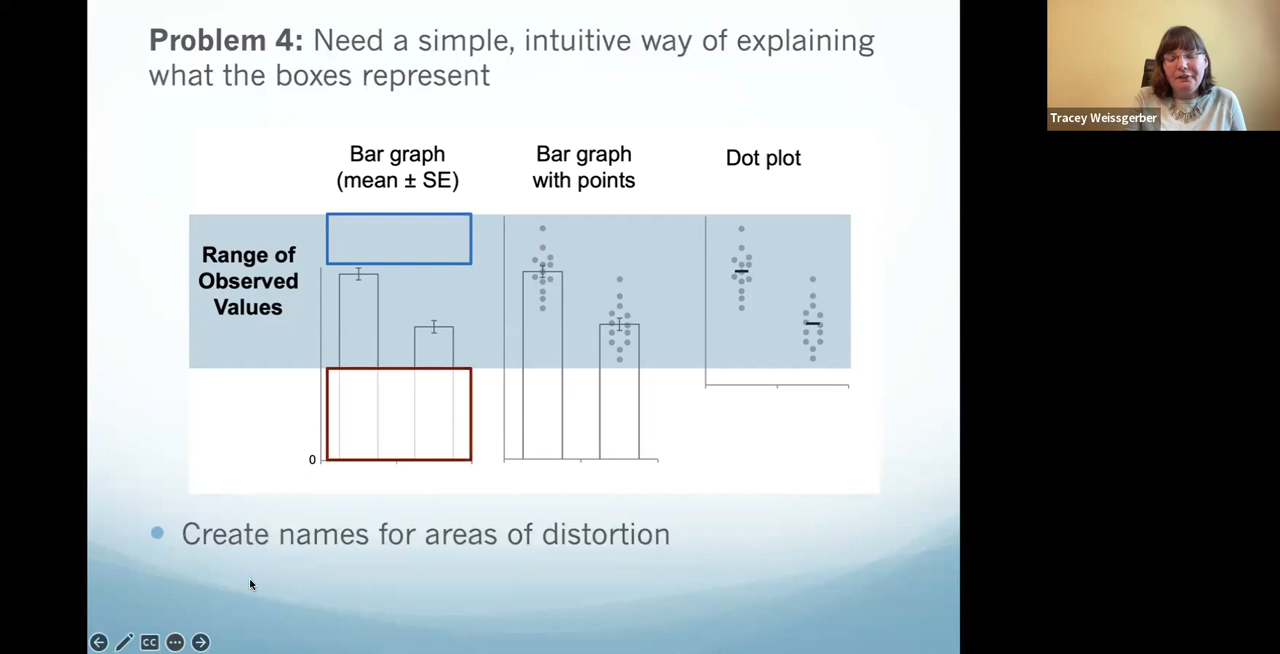 Problem 4: Need a simple, intuitive way of explaining
what the boxes represent
Bar graph
(mean ± SE)
Bar graph
with points
Dot plot
Range of
Observed
Values
0
Create names for areas of distortion
Tracey Weissgerber
CC